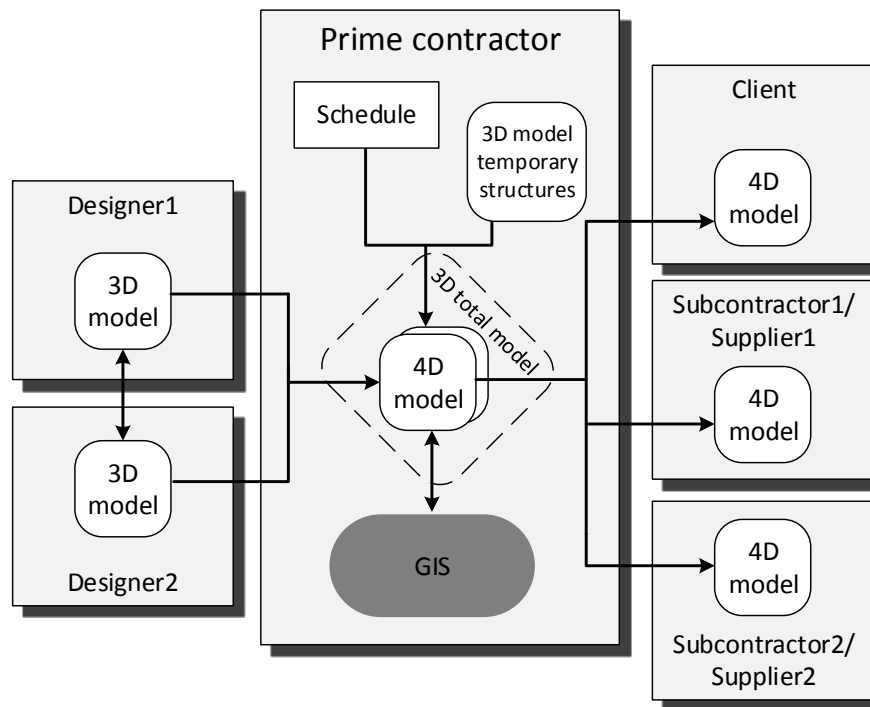 Prime contractor
Schedule
3D model
temporary
structures
Client
4D
model
Designer1
3D
model
3D total model
4D
model
Subcontractor1/
Supplier1
4D
model
3D
model
Designer2
GIS
4D
model
Subcontractor2/
Supplier2